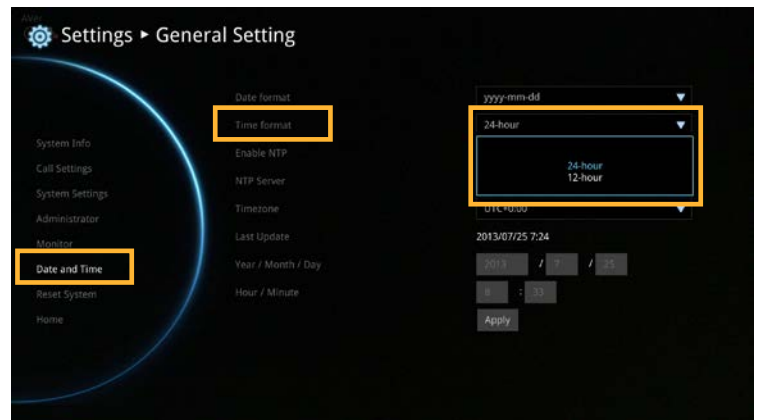 AVer
Settings ▸ General Setting
Date format
yyyy-mm-dd
Time format
24-hour
System Info
Enable NTP
24-hour
12-hour
Call Settings
NTP Server
System Settings
Timezone
UTC+0:00
Administrator
Monitor
Last Update
2013/07/25 7:24
Date and Time
Year / Month / Day
2013 / 7 / 25
Reset System
Hour / Minute
8 : 33
Home
Apply